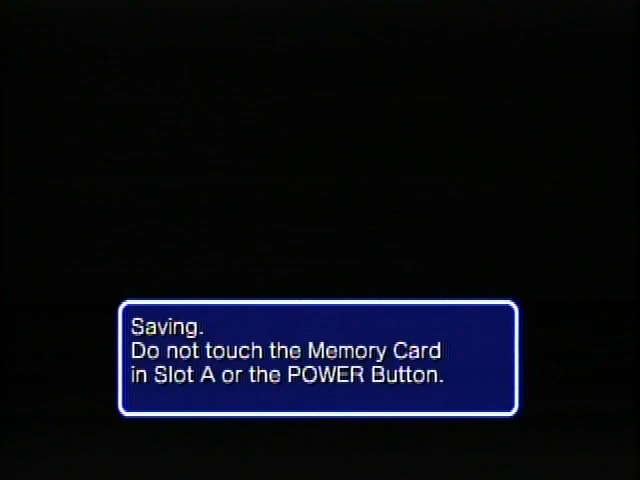 Saving.
Do not touch the Memory Card
in Slot A or the POWER Button.